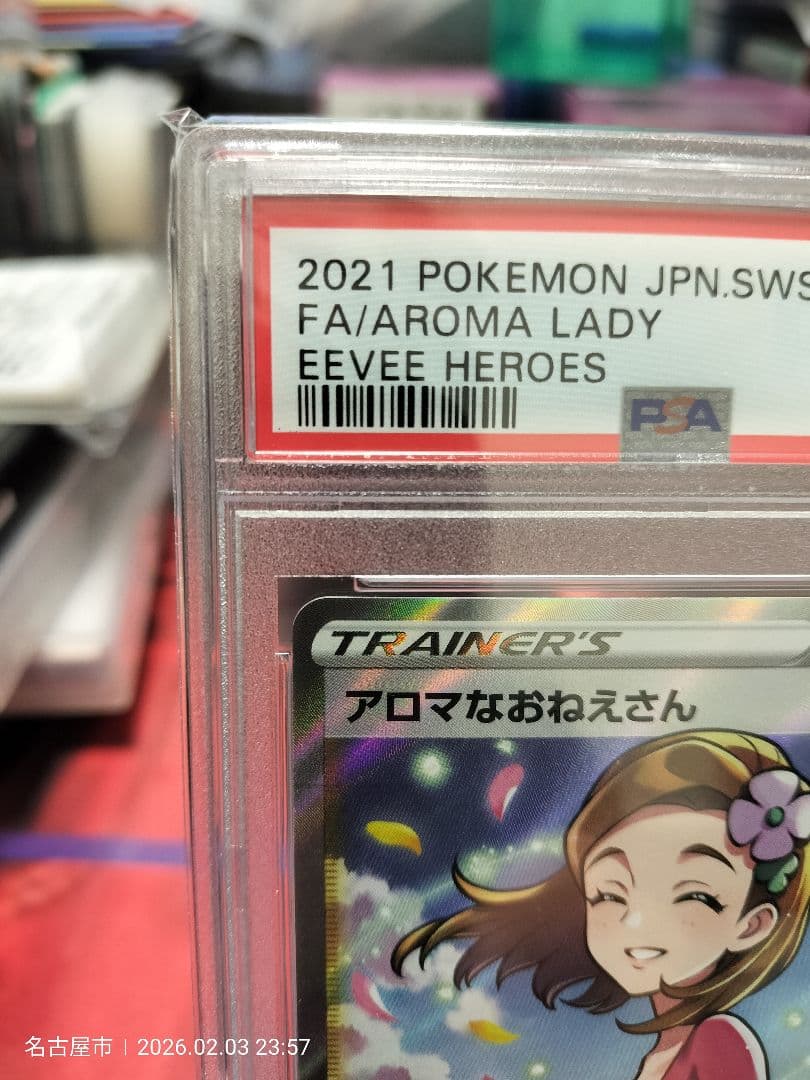 2021 POKEMON JPN.SWS
FA/AROMA LADY
EEVEE HEROES
PSA
TRAINER'S
アロマなおねえさん
名古屋市 | 2026.02.03 23:57